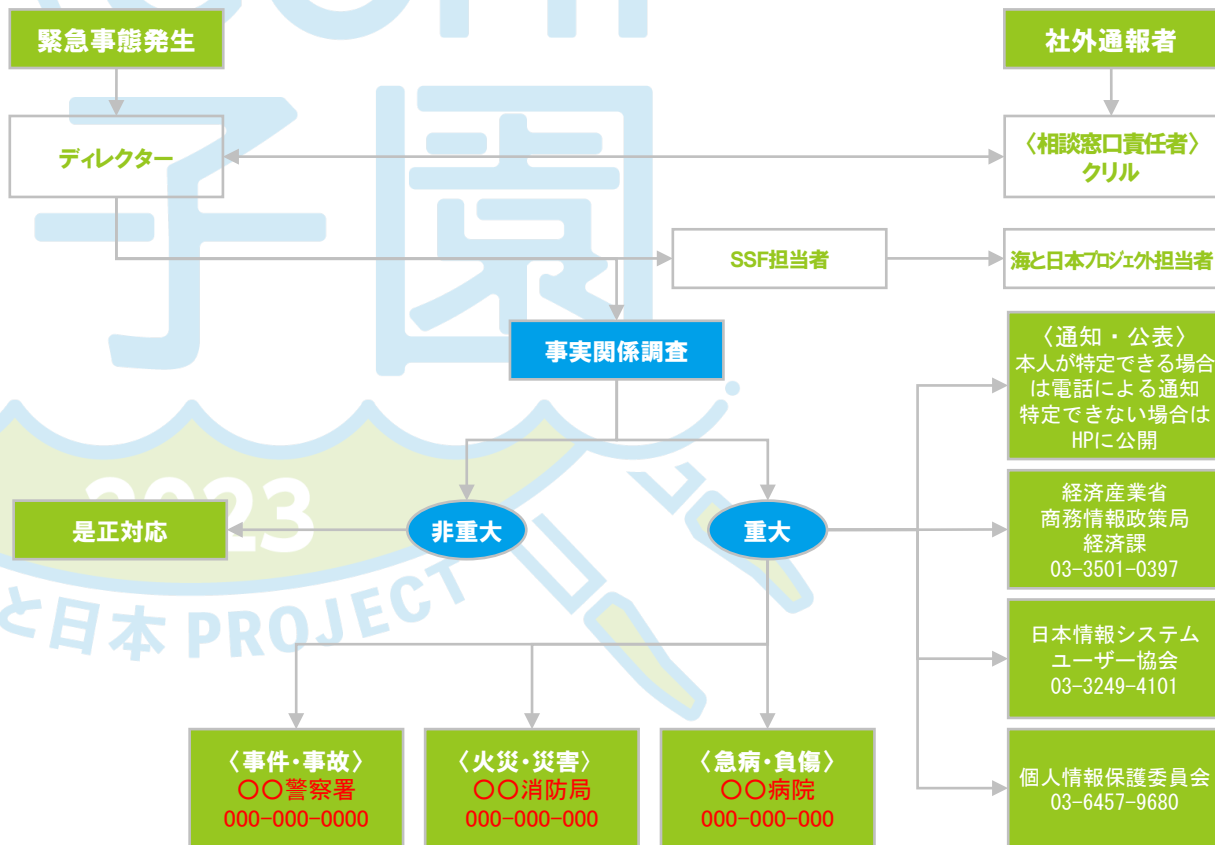 緊急事態発生
社外通報者
ディレクター
〈相談窓口責任者〉
クリル
SSF担当者
海と日本プロジェクト担当者
事実関係調査
〈通知・公表〉
本人が特定できる場合
は電話による通知
特定できない場合は
HPに公開
是正対応
非重大
重大
経済産業省
商務情報政策局
経済課
03-3501-0397
日本情報システム
ユーザー協会
03-3249-4101
個人情報保護委員会
03-6457-9680
〈事件・事故〉
〇〇警察署
000-000-0000
〈火災・災害〉
〇〇消防局
000-000-000
〈急病・負傷〉
〇〇病院
000-000-000
子園
2023
と日本 PROJECT